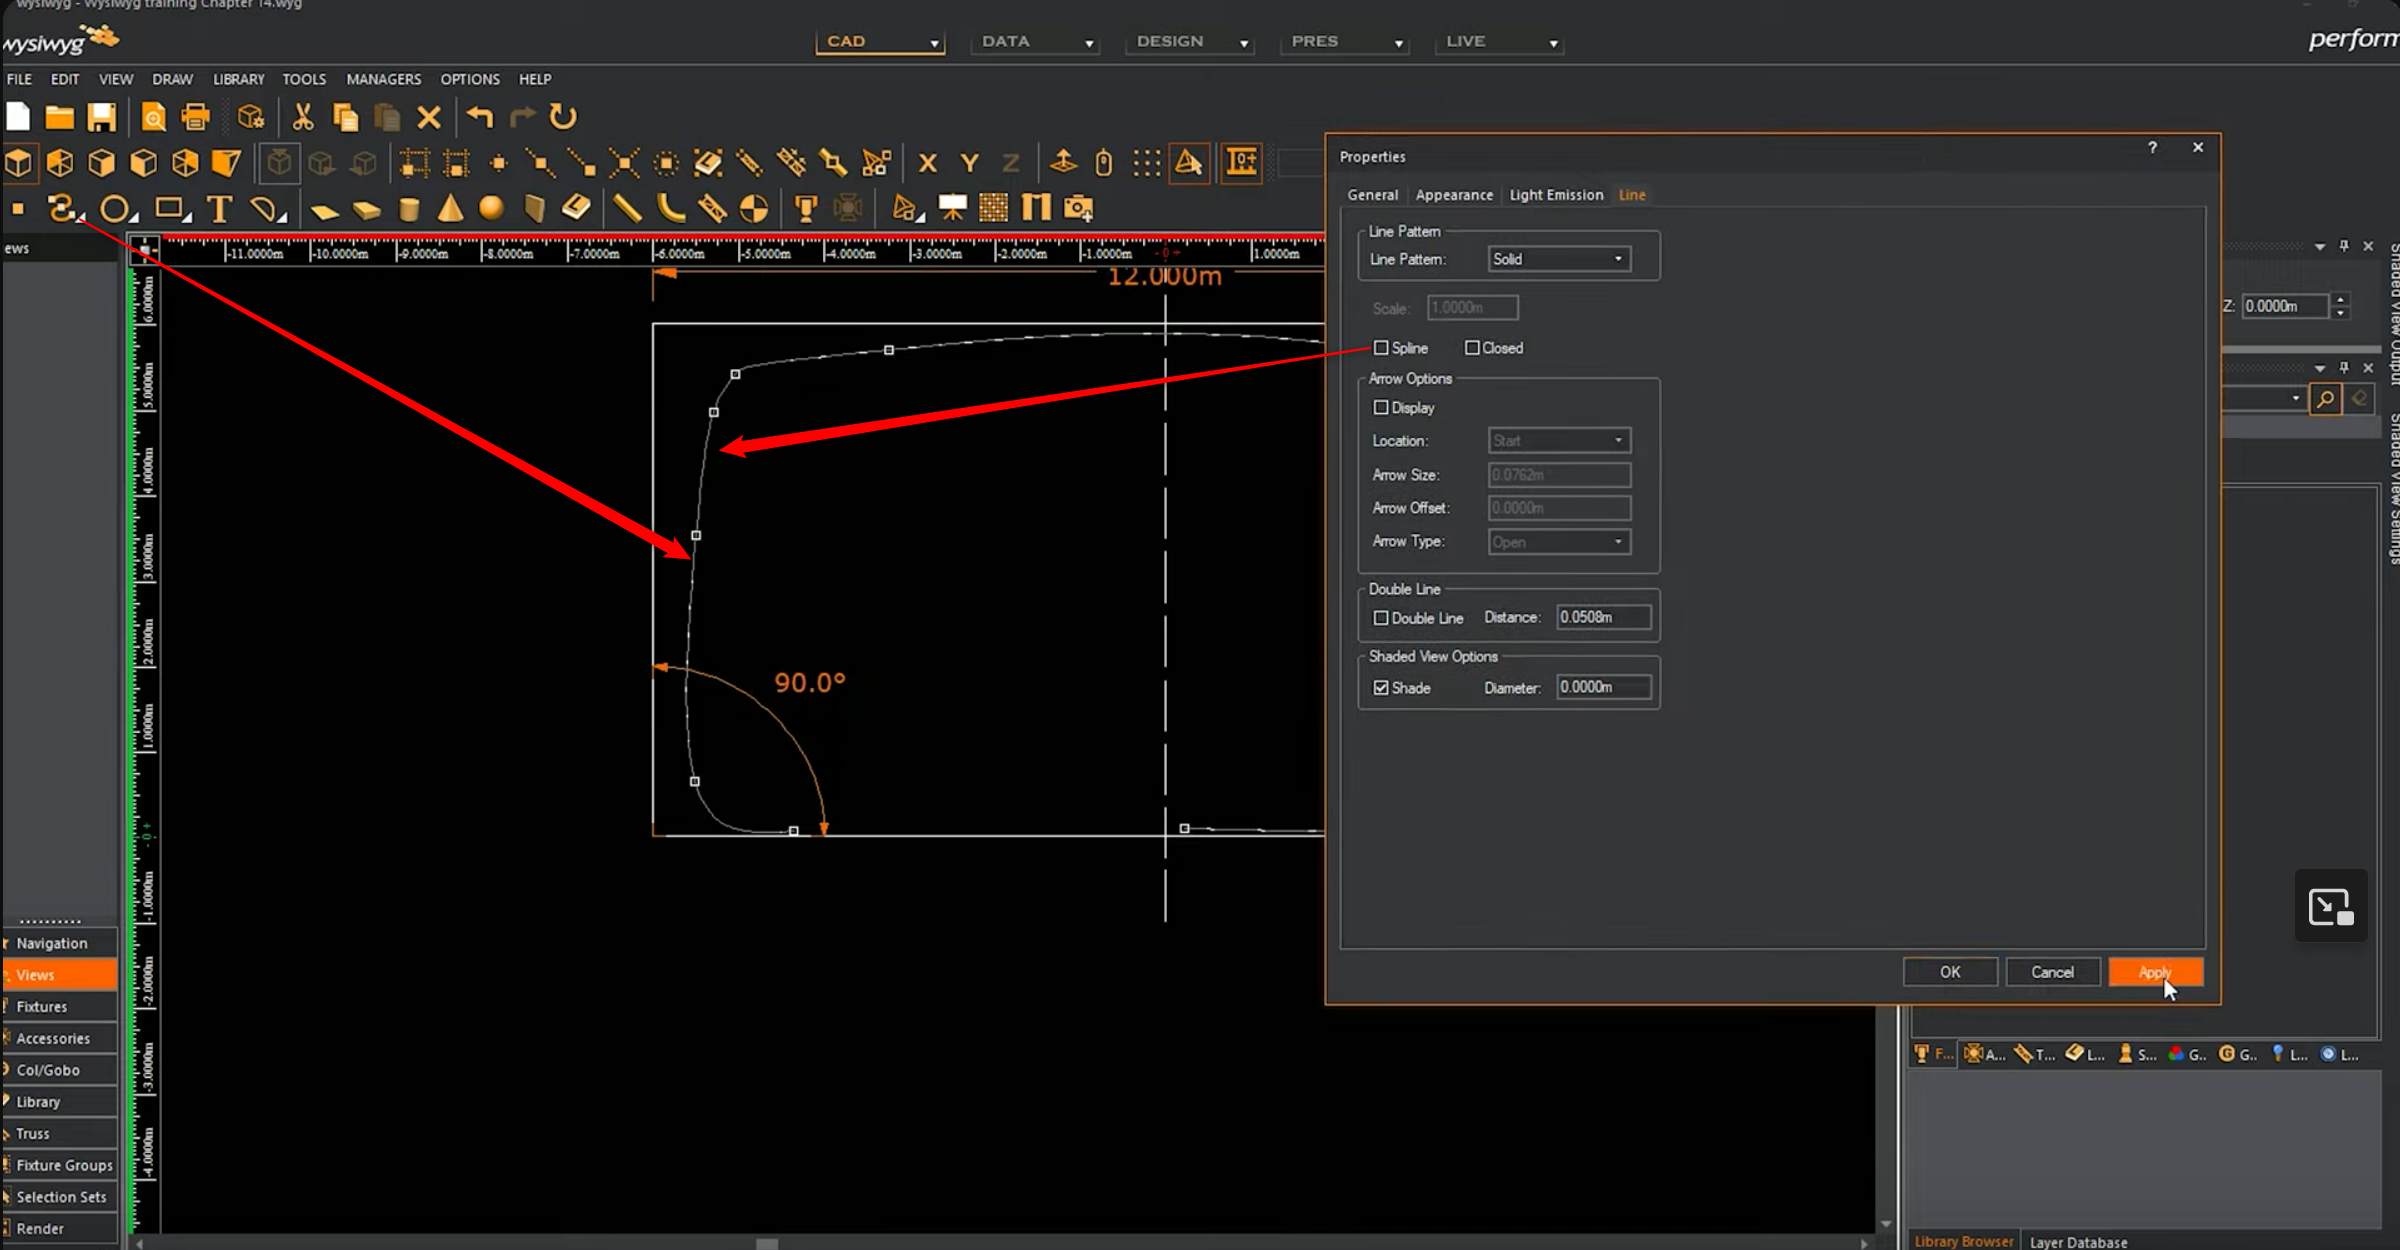 wysiwyg - Wysiwyg training Chapter 14.wyg
wysiwyg
CAD DATA DESIGN PRES LIVE
perform
FILE EDIT VIEW DRAW LIBRARY TOOLS MANAGERS OPTIONS HELP
X Y Z
T
Properties ?
General Appearance Light Emission Line
ews
-11.0000m -10.0000m -9.0000m -8.0000m -7.0000m -6.0000m -5.0000m -4.0000m -3.0000m -2.0000m -1.0000m -0+ 1.0000m
12.000m
6.0000m
5.0000m
4.0000m
3.0000m
2.0000m
1.0000m
-0+
-1.0000m
-2.0000m
-3.0000m
-4.0000m
90.0°
Line Pattern
Line Pattern: Solid
Scale: 1.0000m
Spline Closed
Arrow Options
Display
Location: Start
Arrow Size: 0.0762m
Arrow Offset: 0.0000m
Arrow Type: Open
Double Line
Double Line Distance: 0.0508m
Shaded View Options
Shade Diameter: 0.0000m
OK Cancel Apply
Z: 0.0000m
Shaded View Output
Shaded View Settings
Navigation
Views
Fixtures
Accessories
Col/Gobo
Library
Truss
Fixture Groups
Selection Sets
Render
F... A... T... L... S... G.. G.. L... L...
Library Browser Layer Database